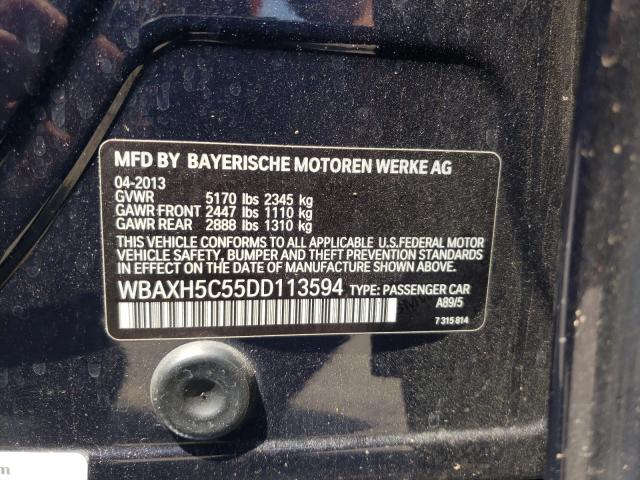 MFD BY BAYERISCHE MOTOREN WERKE AG
04-2013
GVWR 5170 lbs 2345 kg
GAWR FRONT 2447 lbs 1110 kg
GAWR REAR 2888 lbs 1310 kg
THIS VEHICLE CONFORMS TO ALL APPLICABLE U.S.FEDERAL MOTOR
VEHICLE SAFETY, BUMPER AND THEFT PREVENTION STANDARDS
IN EFFECT ON THE DATE OF MANUFACTURE SHOWN ABOVE.
WBAXH5C55DD113594 TYPE: PASSENGER CAR
A89/5
7 315 814